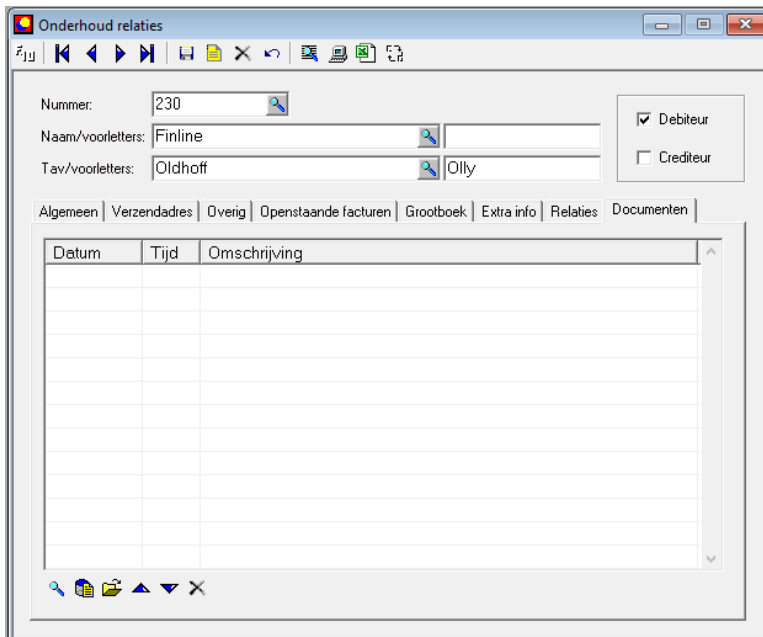 Onderhoud relaties
Nummer: 230
Debiteur
Naam/voorletters: Finline
Crediteur
Tav/voorletters: Oldhoff Olly
Algemeen Verzendadres Overig Openstaande facturen Grootboek Extra info Relaties Documenten
Datum Tijd Omschrijving